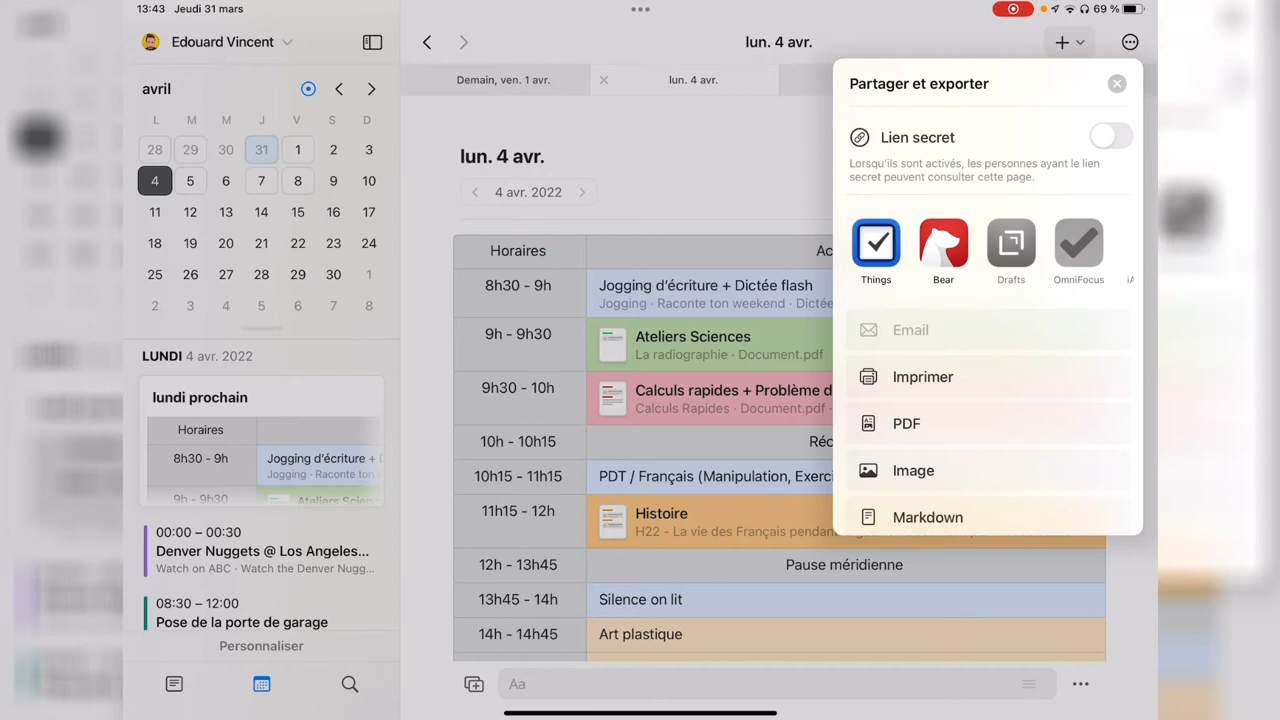 13:43 Jeudi 31 mars
69 %
Edouard Vincent
avril
L M M J V S D
28 29 30 31 1 2 3
4 5 6 7 8 9 10
11 12 13 14 15 16 17
18 19 20 21 22 23 24
25 26 27 28 29 30 1
2 3 4 5 6 7 8
LUNDI 4 avr. 2022
lundi prochain
Horaires
8h30 - 9h
Jogging d'écriture +
Jogging · Raconte ton
9h - 9h30
Ateliers Scienc
00:00 – 00:30
Denver Nuggets @ Los Angeles...
Watch on ABC · Watch the Denver Nugg...
08:30 – 12:00
Pose de la porte de garage
Personnaliser
lun. 4 avr.
Demain, ven. 1 avr.
lun. 4 avr.
lun. 4 avr.
4 avr. 2022
Horaires
Ac
8h30 - 9h
Jogging d'écriture + Dictée flash
Jogging · Raconte ton weekend · Dictée
9h - 9h30
Ateliers Sciences
La radiographie · Document.pdf
9h30 - 10h
Calculs rapides + Problème d
Calculs Rapides · Document.pdf ·
10h - 10h15
Réc
10h15 - 11h15
PDT / Français (Manipulation, Exerci
11h15 - 12h
Histoire
H22 - La vie des Français pendan
12h - 13h45
Pause méridienne
13h45 - 14h
Silence on lit
14h - 14h45
Art plastique
Aa
Partager et exporter
Lien secret
Lorsqu'ils sont activés, les personnes ayant le lien
secret peuvent consulter cette page.
Things
Bear
Drafts
OmniFocus
iA
Email
Imprimer
PDF
Image
Markdown